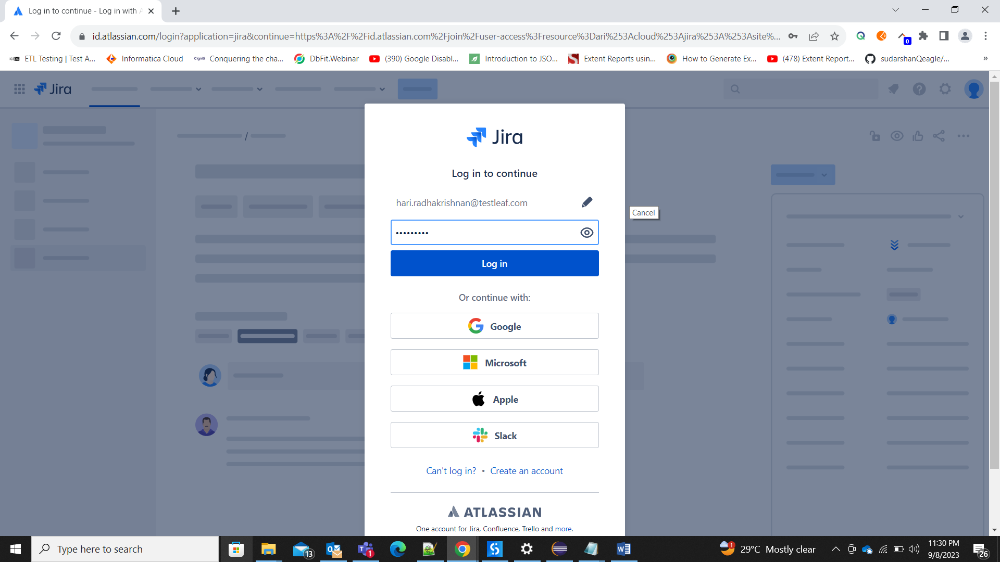 Log in to continue - Log in with A
id.atlassian.com/login?application=jira&continue=https%3A%2F%2Fid.atlassian.com%2Fjoin%2Fuser-access%3Fresource%3Dari%253Acloud%253Ajira%253A%253Asite%...
0
ETL Testing | Test A...
Informatica Cloud
Cigniti
Conquering the cha...
DbFit.Webinar
(390) Google Disabl...
Introduction to JSO...
Extent Reports usin...
How to Generate Ex...
(478) Extent Report...
sudarshanQeagle/...
»
Jira
/
Jira
Log in to continue
hari.radhakrishnan@testleaf.com
Cancel
•••••••••
Log in
Or continue with:
Google
Microsoft
Apple
Slack
Can't log in? • Create an account
ATLASSIAN
One account for Jira, Confluence, Trello and more.
Type here to search
13
1
1
29°C Mostly clear
11:30 PM
9/8/2023
26